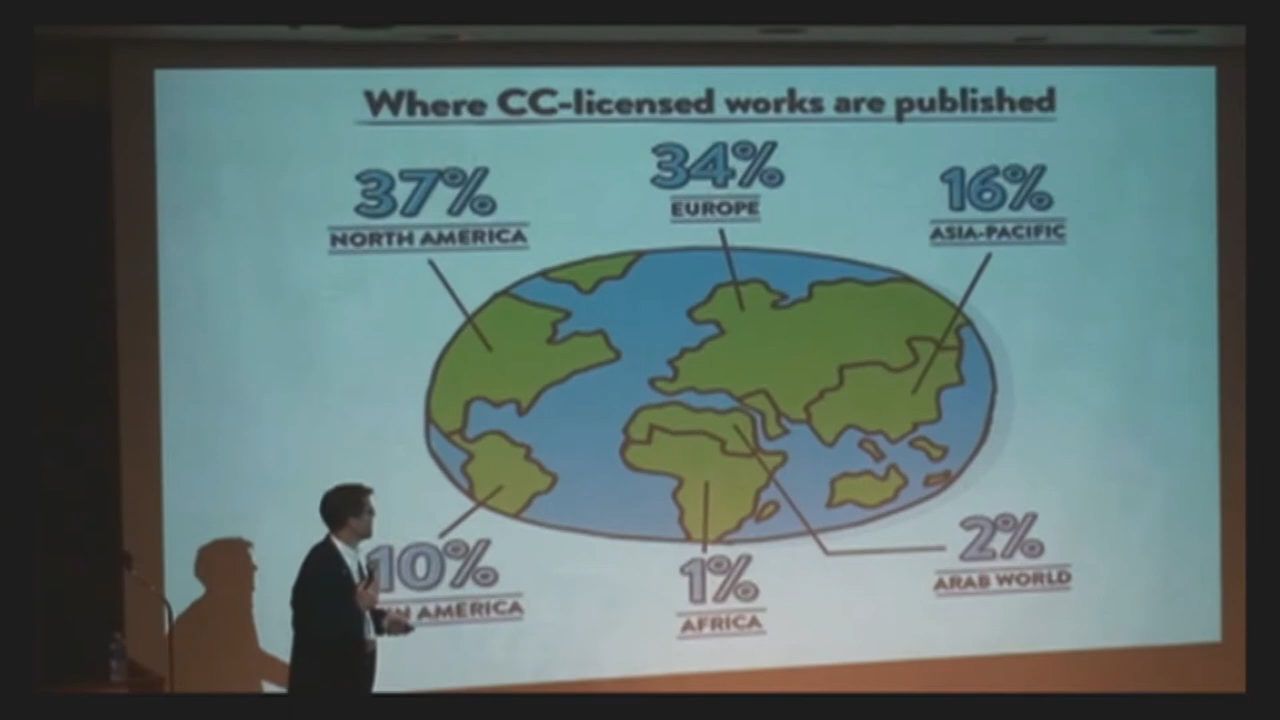 Where CC-licensed works are published
37%
NORTH AMERICA
34%
EUROPE
16%
ASIA-PACIFIC
10%
AMERICA
1%
AFRICA
2%
ARAB WORLD